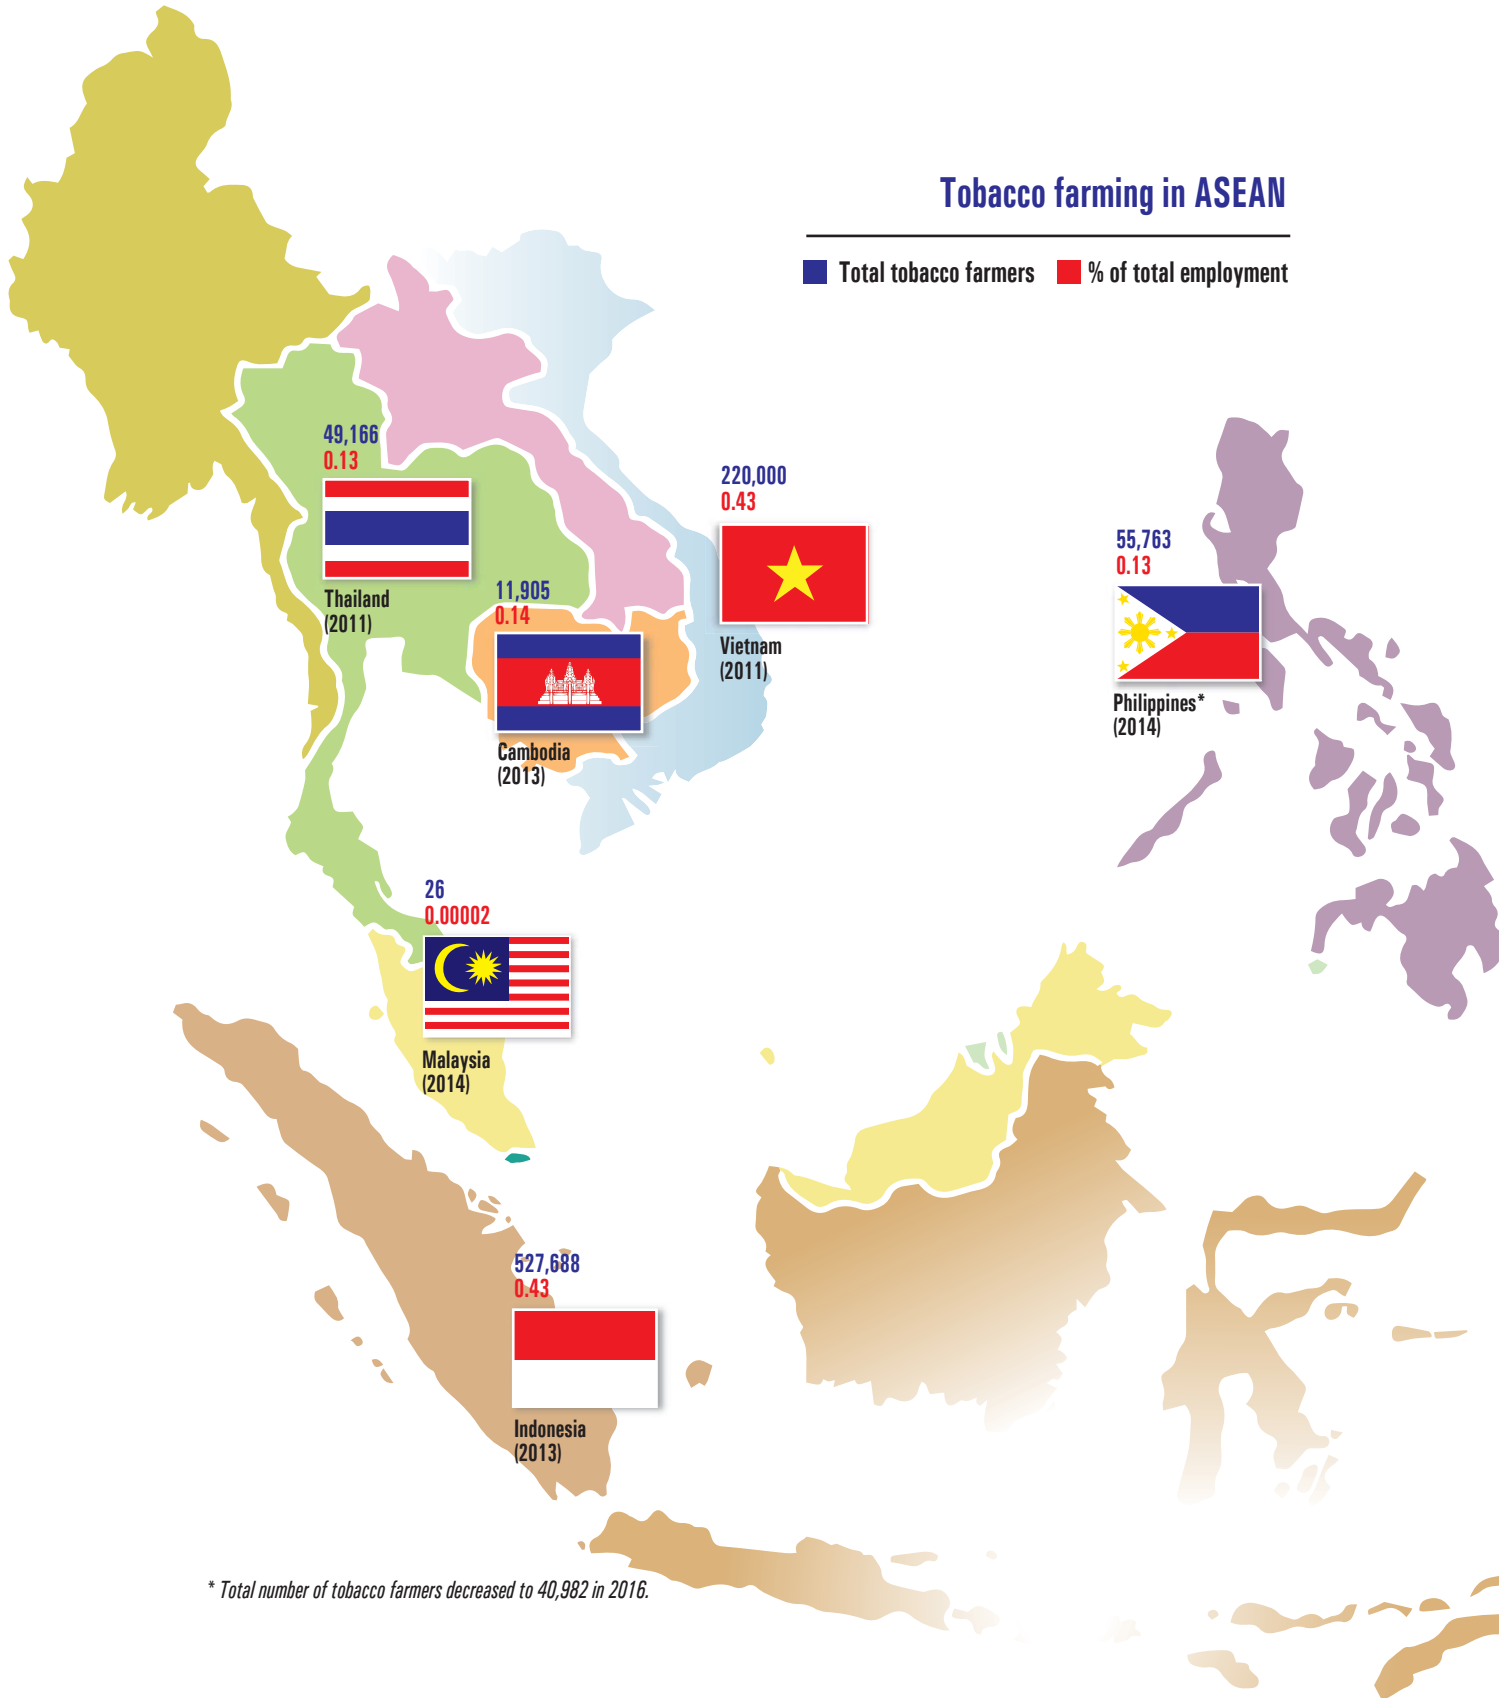 Tobacco farming in ASEAN
Total tobacco farmers % of total employment
49,166
0.13
Thailand
(2011)
220,000
0.43
Vietnam
(2011)
55,763
0.13
Philippines*
(2014)
11,905
0.14
Cambodia
(2013)
26
0.00002
Malaysia
(2014)
527,688
0.43
Indonesia
(2013)
* Total number of tobacco farmers decreased to 40,982 in 2016.